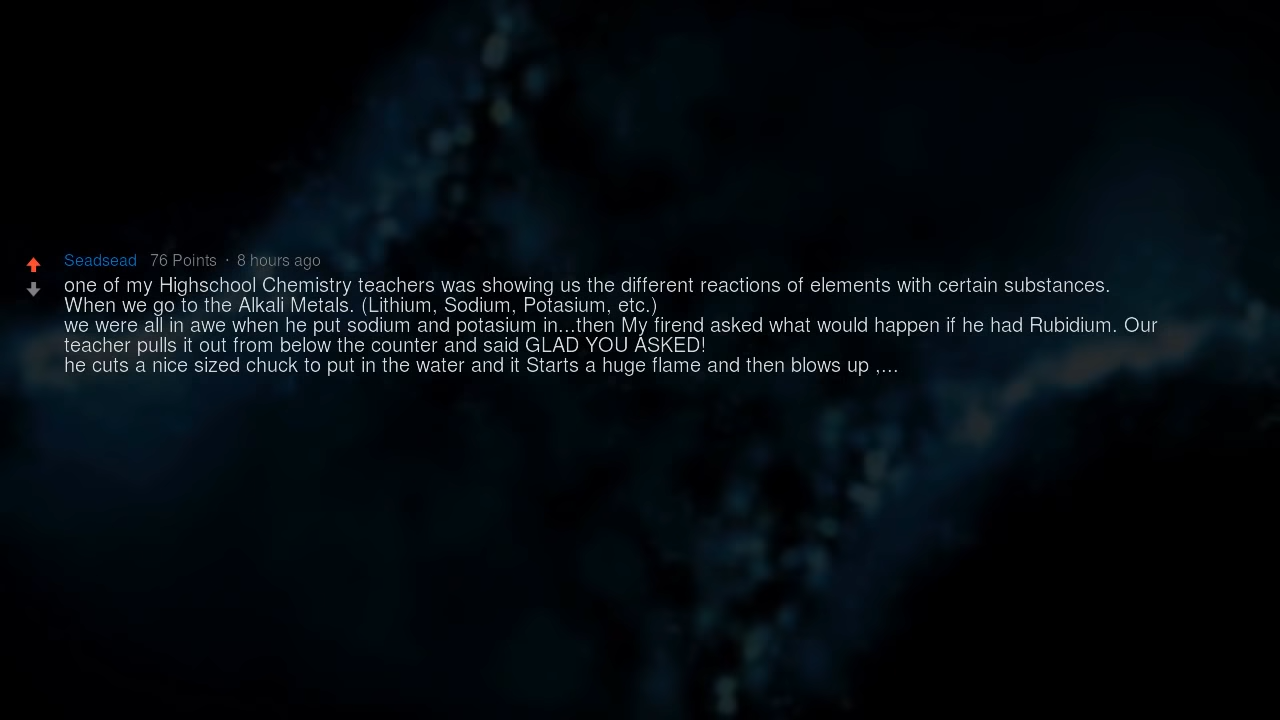 Seadsead 76 Points · 8 hours ago
one of my Highschool Chemistry teachers was showing us the different reactions of elements with certain substances.
When we go to the Alkali Metals. (Lithium, Sodium, Potasium, etc.)
we were all in awe when he put sodium and potasium in...then My firend asked what would happen if he had Rubidium. Our
teacher pulls it out from below the counter and said GLAD YOU ASKED!
he cuts a nice sized chuck to put in the water and it Starts a huge flame and then blows up ,...